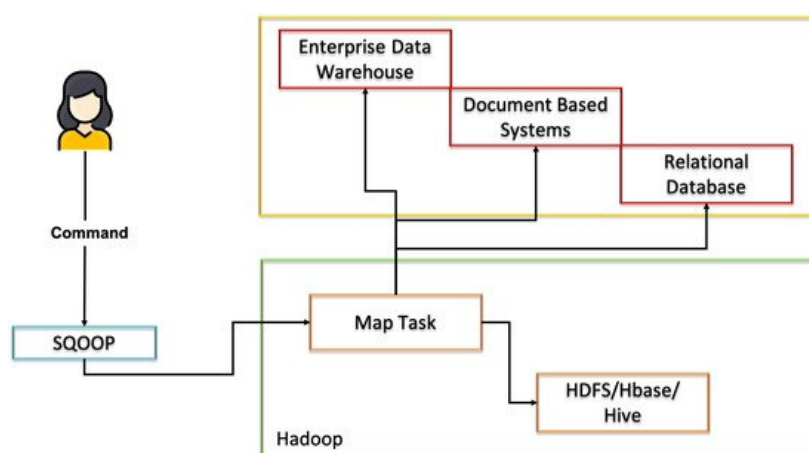 Enterprise Data
Warehouse
Document Based
Systems
Relational
Database
Command
SQOOP
Map Task
HDFS/Hbase/
Hive
Hadoop